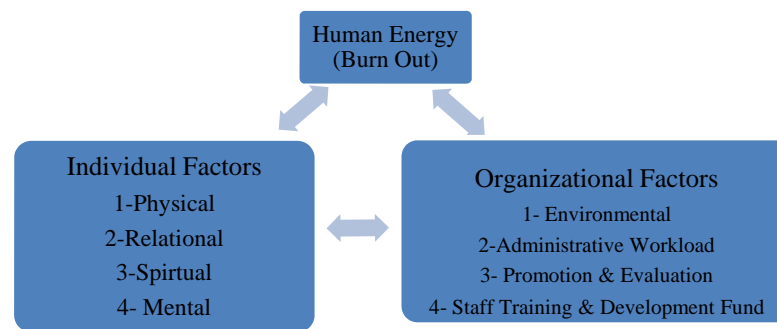 Human Energy
(Burn Out)
Individual Factors
1-Physical
2-Relational
3-Spirtual
4- Mental
Organizational Factors
1- Environmental
2-Administrative Workload
3- Promotion & Evaluation
4- Staff Training & Development Fund